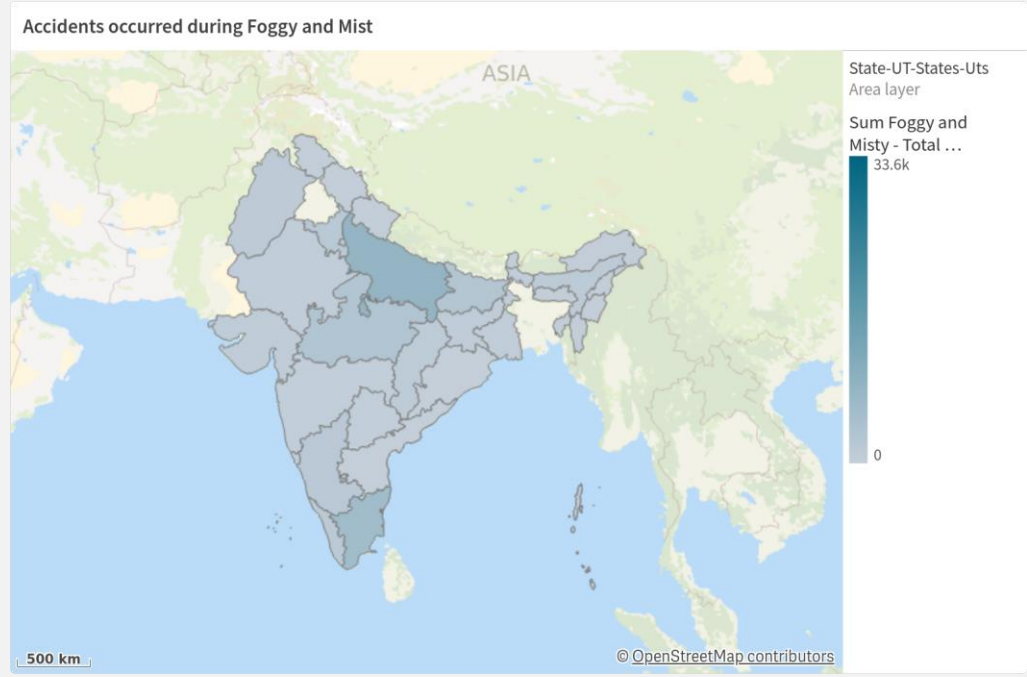 Accidents occurred during Foggy and Mist
ASIA
State-UT-States-Uts
Area layer
Sum Foggy and
Misty - Total …
33.6k
0
500 km
© OpenStreetMap contributors